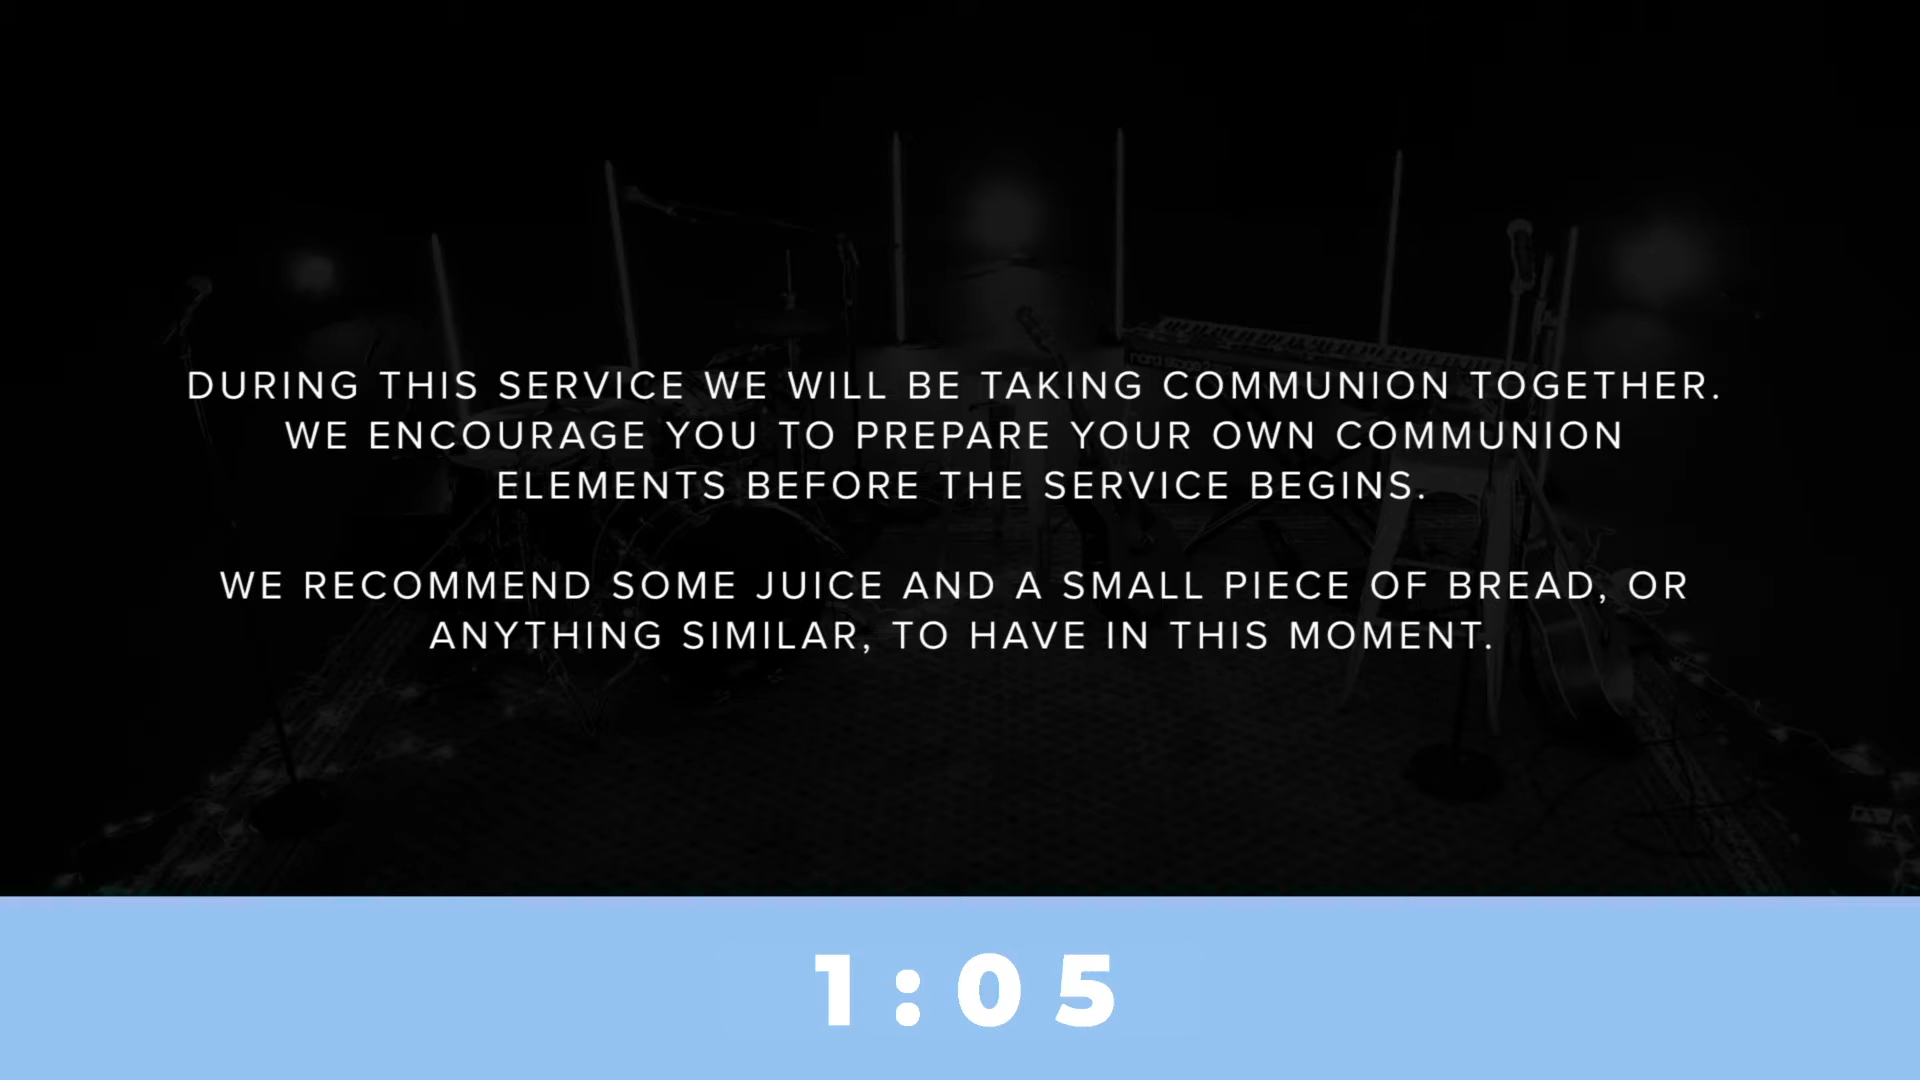 DURING THIS SERVICE WE WILL BE TAKING COMMUNION TOGETHER.
WE ENCOURAGE YOU TO PREPARE YOUR OWN COMMUNION
ELEMENTS BEFORE THE SERVICE BEGINS.
WE RECOMMEND SOME JUICE AND A SMALL PIECE OF BREAD, OR
ANYTHING SIMILAR, TO HAVE IN THIS MOMENT.
1:05